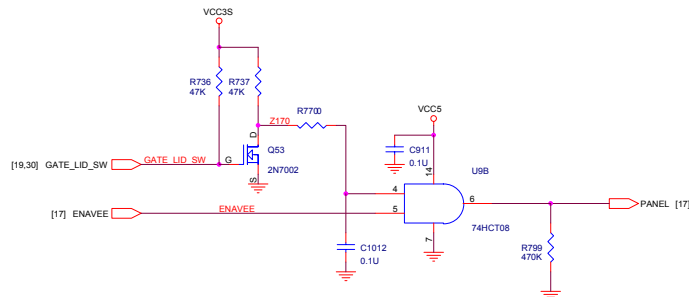 VCC3S
R736
47K
R737
47K
Z170
R7700
VCC5
D
Q53
C911
0.1U
U9B
[19,30] GATE_LID_SW
GATE_LID_SW
G
2N7002
14
S
4
6
PANEL [17]
[17] ENAVEE
ENAVEE
5
74HCT08
7
C1012
0.1U
R799
470K